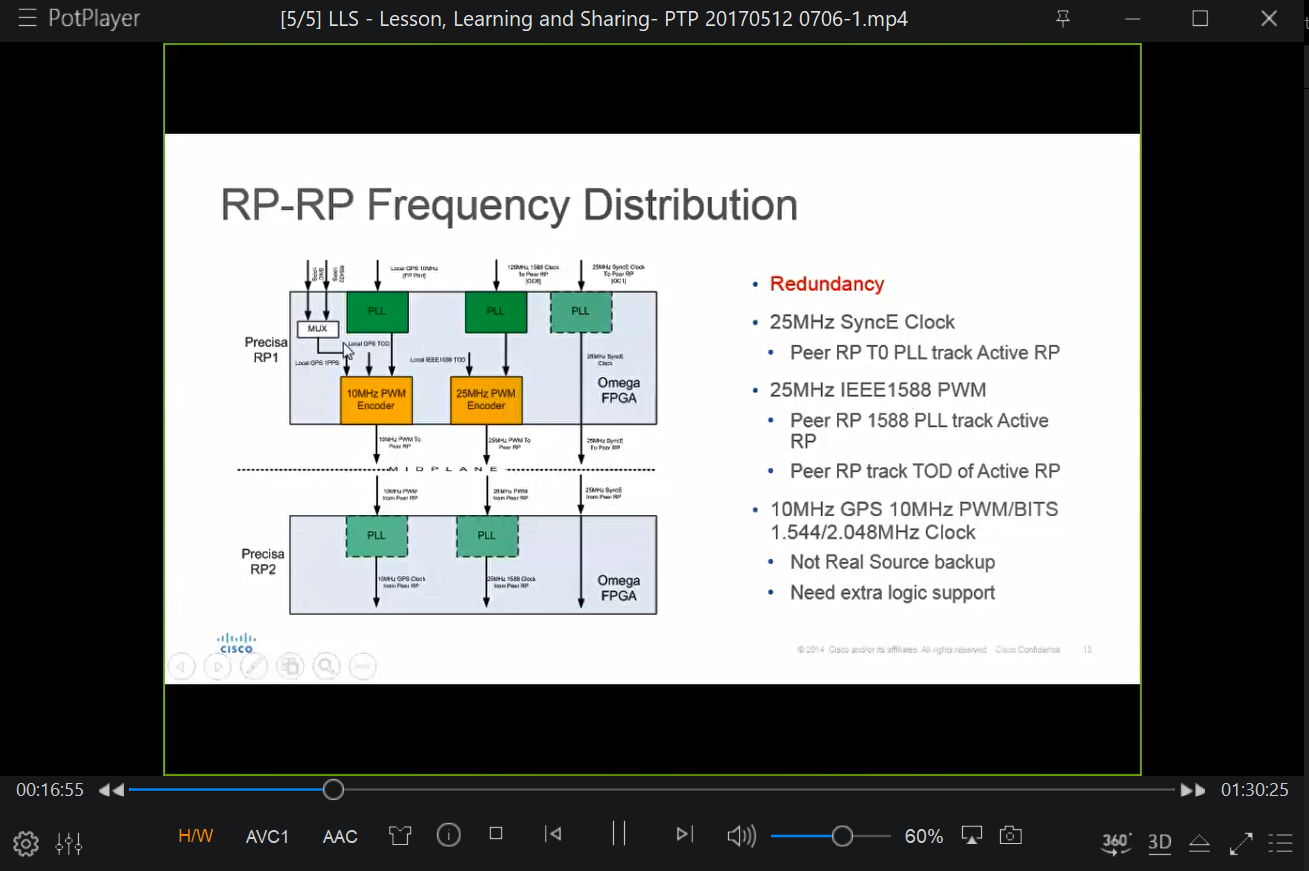 PotPlayer
[5/5] LLS - Lesson, Learning and Sharing- PTP 20170512 0706-1.mp4
RP-RP Frequency Distribution
Local GPS 10MHz
[FP Port]
125MHz 1588 Clock
To Peer RP
25MHz SyncE Clock
To Peer RP
PLL
PLL
PLL
MUX
Precisa
RP1
Local GPS TOD
Local GPS 1PPS
Local IEEE1588 TOD
25MHz SyncE
Clock
10MHz PWM
Encoder
25MHz PWM
Encoder
Omega
FPGA
10MHz PWM To
Peer RP
25MHz PWM To
Peer RP
25MHz SyncE
To Peer RP
MIDPLANE
10MHz PWM
from Peer RP
25MHz PWM
from Peer RP
25MHz SyncE
from Peer RP
PLL
PLL
Precisa
RP2
10MHz GPS Clock
from Peer RP
25MHz 1588 Clock
from Peer RP
Omega
FPGA
• Redundancy
• 25MHz SyncE Clock
• Peer RP T0 PLL track Active RP
• 25MHz IEEE1588 PWM
• Peer RP 1588 PLL track Active
RP
• Peer RP track TOD of Active RP
• 10MHz GPS 10MHz PWM/BITS
1.544/2.048MHz Clock
• Not Real Source backup
• Need extra logic support
CISCO
© 2014 Cisco and/or its affiliates. All rights reserved. Cisco Confidential 13
00:16:55
01:30:25
H/W
AVC1
AAC
60%
360°
3D